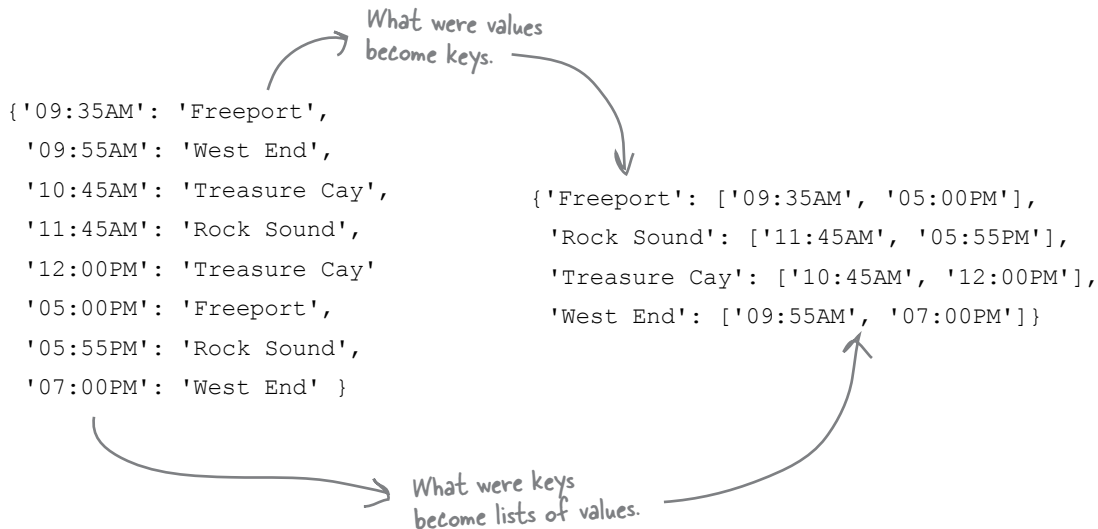 What were values
become keys.
{'09:35AM': 'Freeport',
'09:55AM': 'West End',
'10:45AM': 'Treasure Cay',
'11:45AM': 'Rock Sound',
'12:00PM': 'Treasure Cay'
'05:00PM': 'Freeport',
'05:55PM': 'Rock Sound',
'07:00PM': 'West End' }
{'Freeport': ['09:35AM', '05:00PM'],
'Rock Sound': ['11:45AM', '05:55PM'],
'Treasure Cay': ['10:45AM', '12:00PM'],
'West End': ['09:55AM', '07:00PM']}
What were keys
become lists of values.